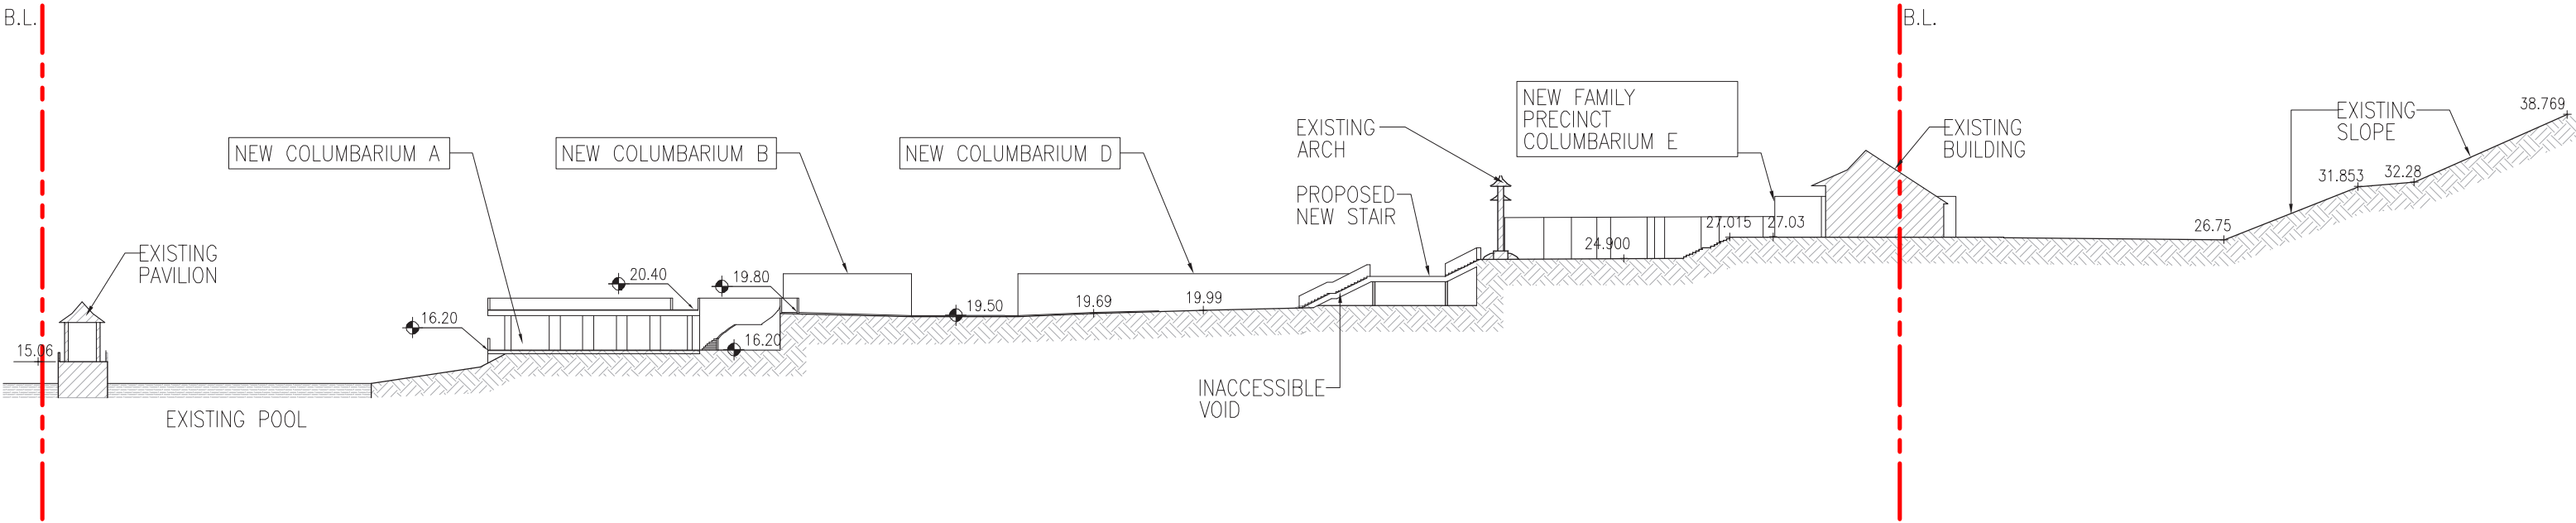 B.L.
B.L.
NEW FAMILY
PRECINCT
COLUMBARIUM E
38.769
EXISTING
SLOPE
EXISTING
ARCH
EXISTING
BUILDING
NEW COLUMBARIUM A
NEW COLUMBARIUM B
NEW COLUMBARIUM D
31.853
32.28
PROPOSED
NEW STAIR
27.015
27.03
26.75
24.900
EXISTING
PAVILION
20.40
19.80
19.50
19.69
19.99
16.20
16.20
15.06
INACCESSIBLE
VOID
EXISTING POOL